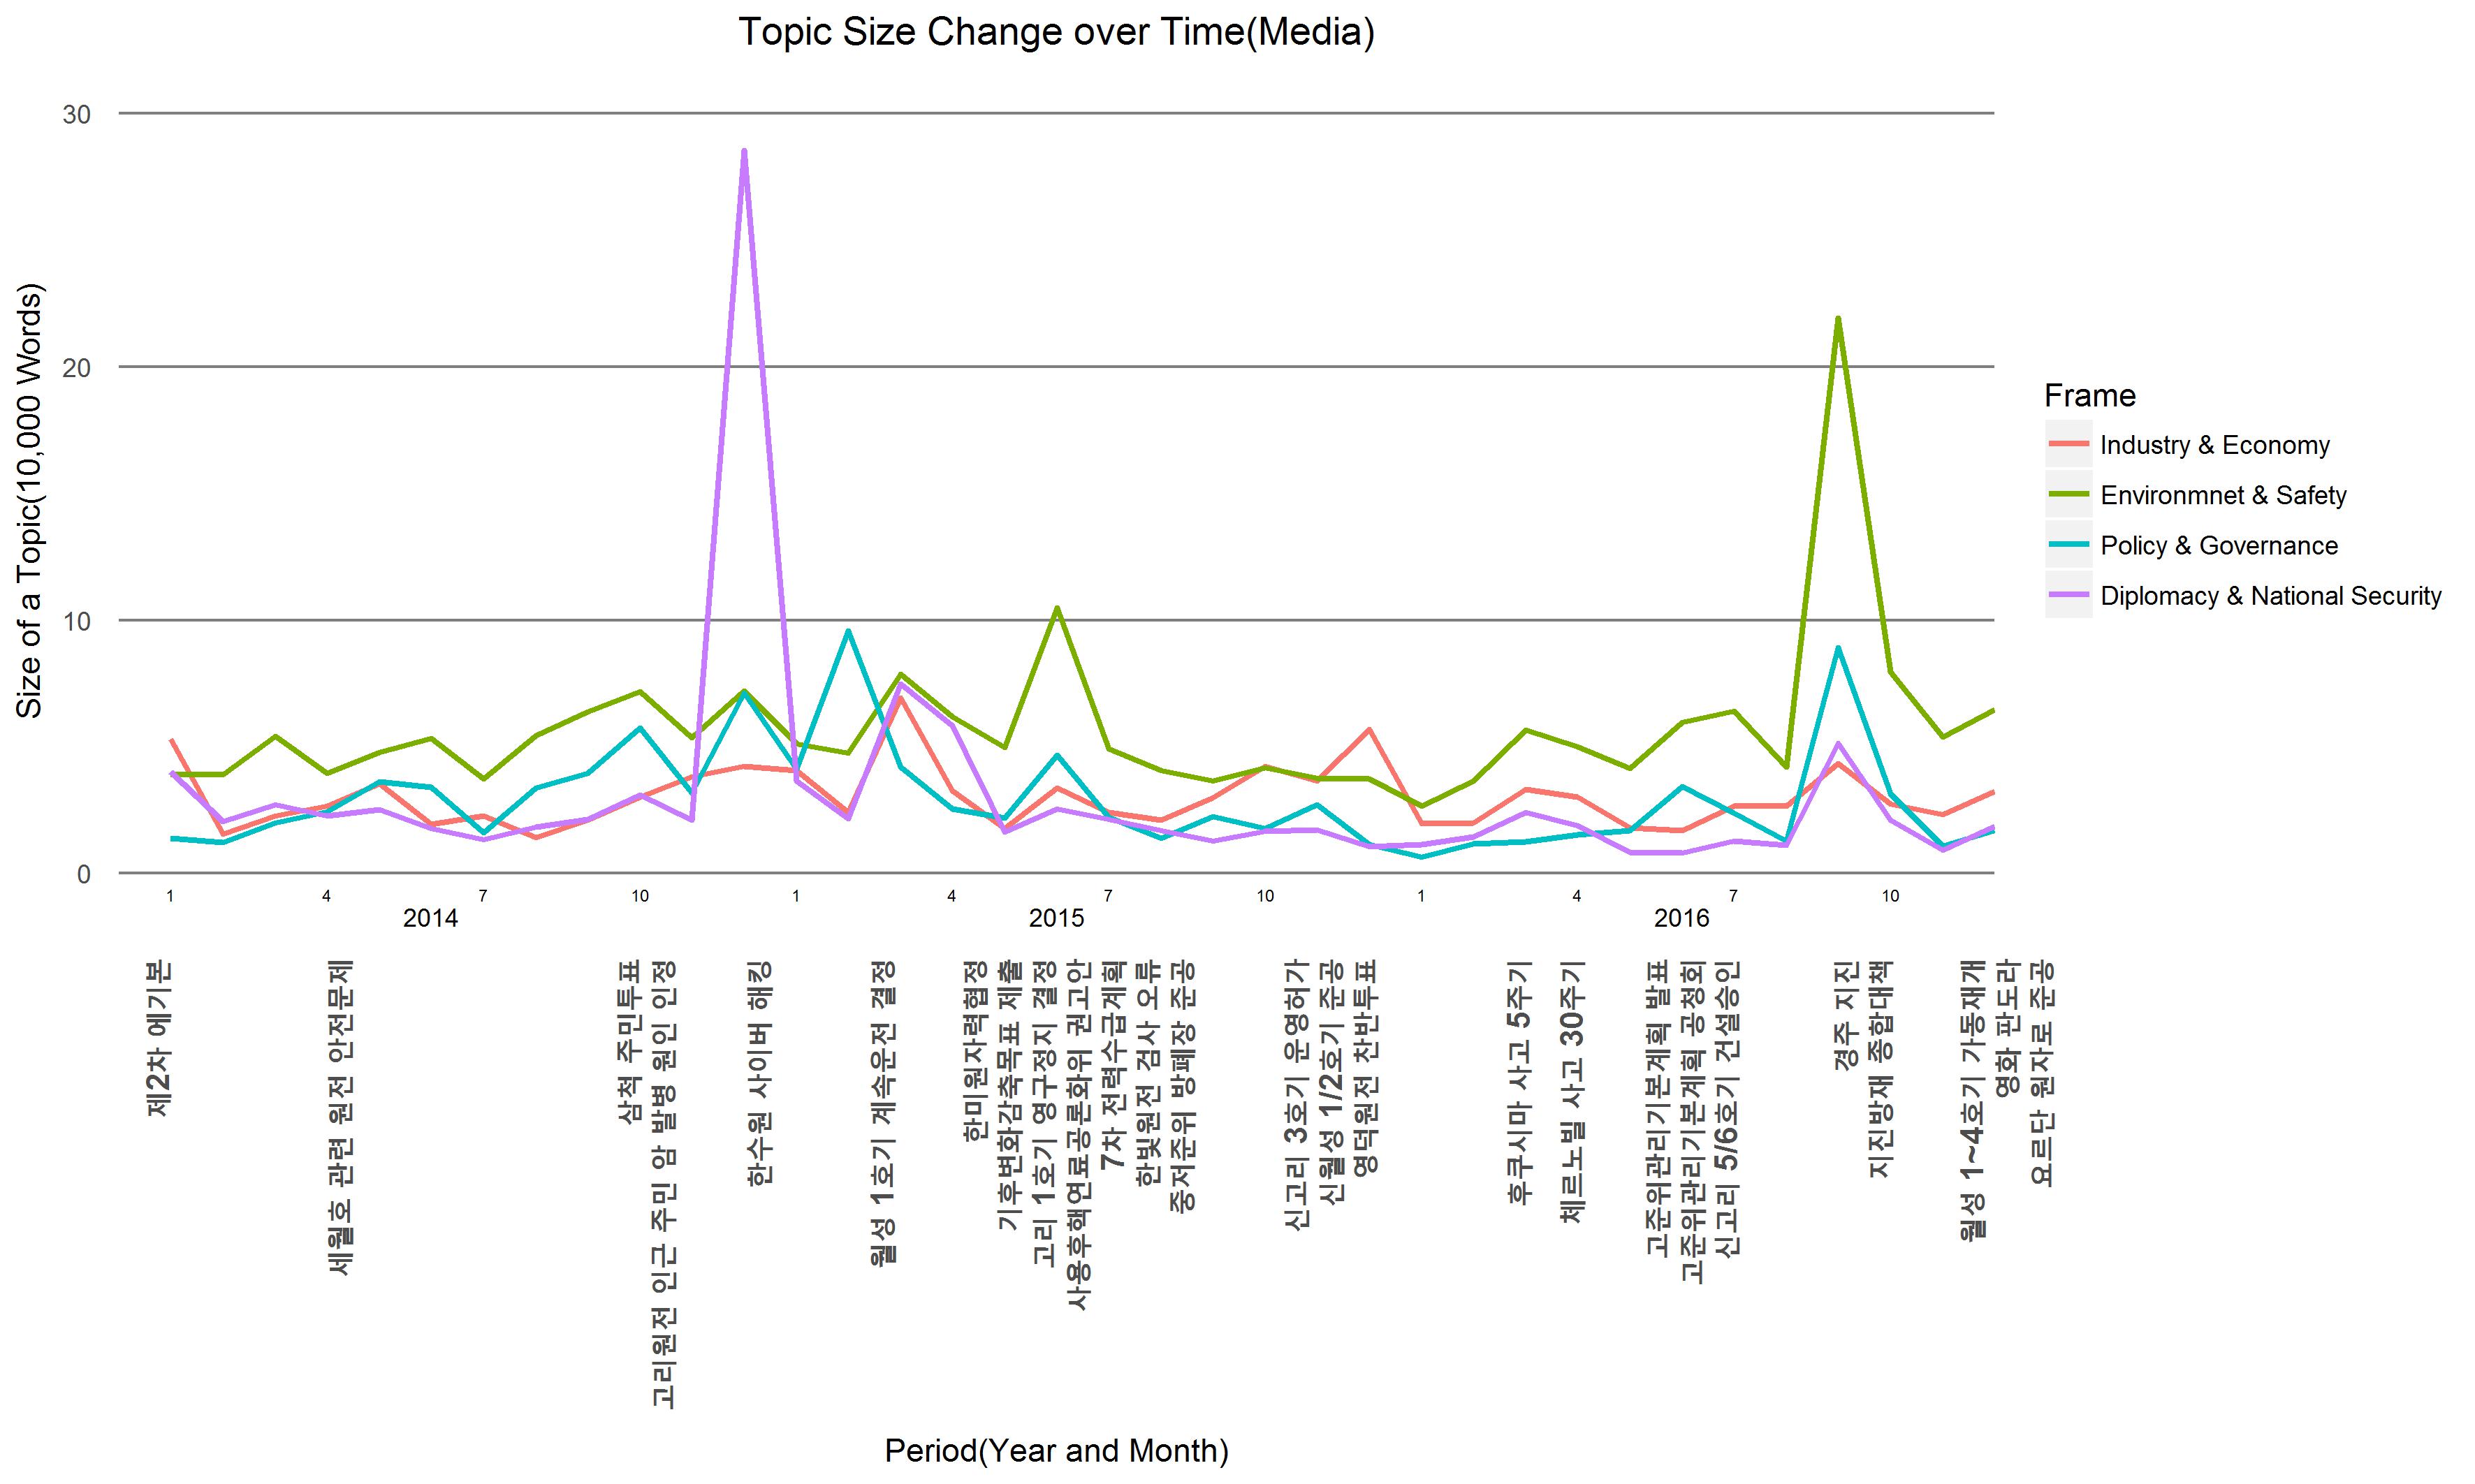 Topic Size Change over Time(Media)
Size of a Topic(10,000 Words)
30
20
10
0
1
4
7
10
1
4
7
10
1
4
7
10
2014
2015
2016
제2차 에기본
세월호 관련 원전 안전문제
삼척 주민투표
고리원전 인근 주민 암 발병 원인 인정
한수원 사이버 해킹
월성 1호기 계속운전 결정
한미원자력협정
기후변화감축목표 제출
고리 1호기 영구정지 결정
사용후핵연료공론화위 권고안
7차 전력수급계획
한빛원전 검사 오류
중저준위 방폐장 준공
신고리 3호기 운영허가
신월성 1/2호기 준공
영덕원전 찬반투표
후쿠시마 사고 5주기
체르노빌 사고 30주기
고준위관리기본계획 발표
고준위관리기본계획 공청회
신고리 5/6호기 건설승인
경주 지진
지진방재 종합대책
월성 1~4호기 가동재개
영화 판도라
요르단 원자로 준공
Period(Year and Month)
Frame
Industry & Economy
Environmnet & Safety
Policy & Governance
Diplomacy & National Security